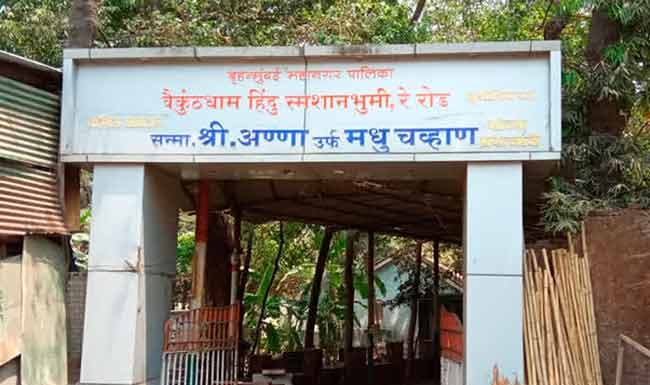 बृहन्मुंबई महानगर पालिका
वैकुंठधाम हिंदु स्मशानभुमी, रे रोड
सन्मा. श्री. अण्णा उर्फ मधु चव्हाण